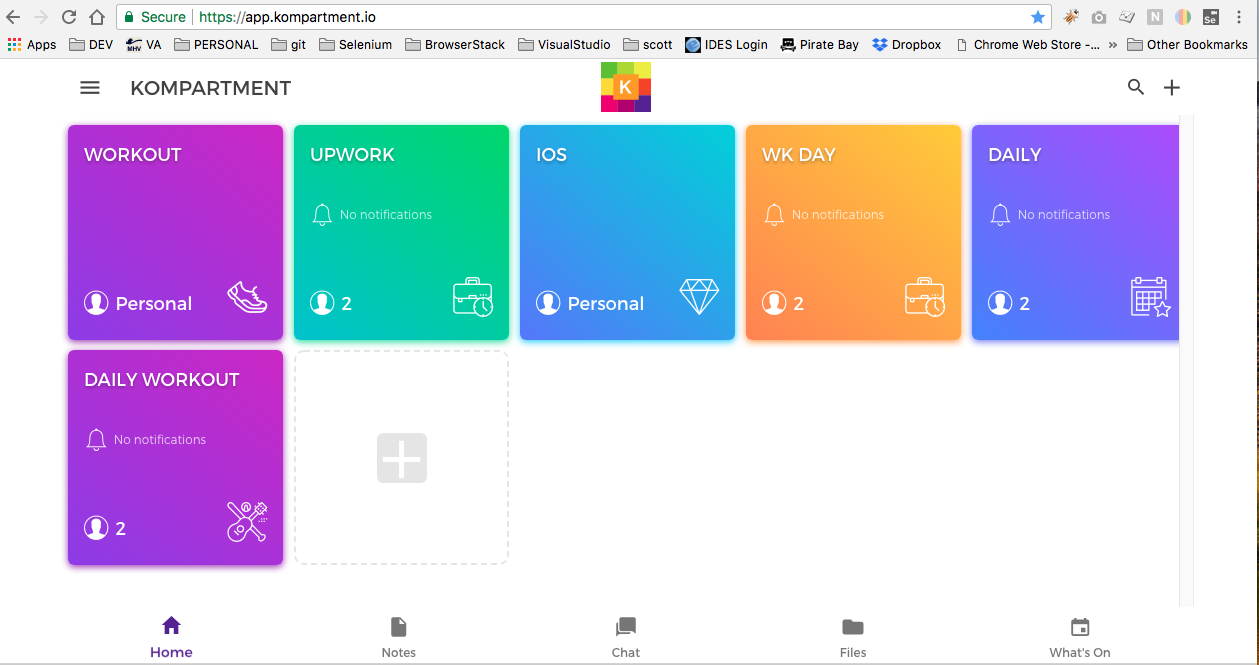 Secure https://app.kompartment.io
N
Se
Apps DEV VA PERSONAL git Selenium BrowserStack VisualStudio scott IDES Login Pirate Bay Dropbox Chrome Web Store -... » Other Bookmarks
KOMPARTMENT
K
WORKOUT
Personal
UPWORK
No notifications
2
IOS
Personal
WK DAY
No notifications
2
DAILY
No notifications
2
DAILY WORKOUT
No notifications
2
Home
Notes
Chat
Files
What's On